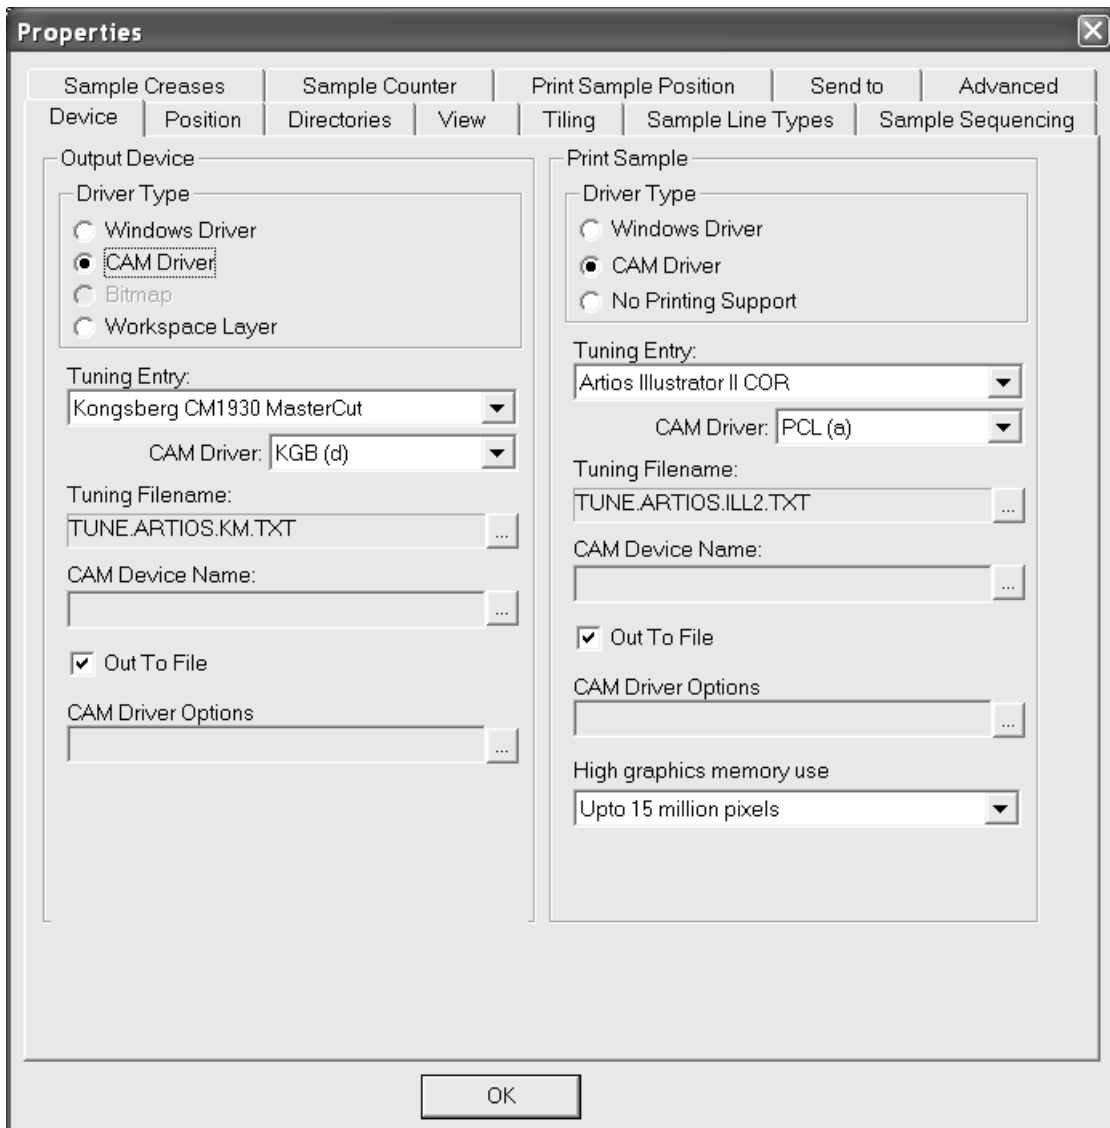 Properties
Sample Creases
Sample Counter
Print Sample Position
Send to
Advanced
Device
Position
Directories
View
Tiling
Sample Line Types
Sample Sequencing
Output Device
Driver Type
Windows Driver
CAM Driver
Bitmap
Workspace Layer
Tuning Entry:
Kongsberg CM1930 MasterCut
CAM Driver: KGB (d)
Tuning Filename:
TUNE.ARTIOS.KM.TXT
...
CAM Device Name:
...
Out To File
CAM Driver Options
...
Print Sample
Driver Type
Windows Driver
CAM Driver
No Printing Support
Tuning Entry:
Artios Illustrator II COR
CAM Driver: PCL (a)
Tuning Filename:
TUNE.ARTIOS.ILL2.TXT
...
CAM Device Name:
...
Out To File
CAM Driver Options
...
High graphics memory use
Upto 15 million pixels
OK